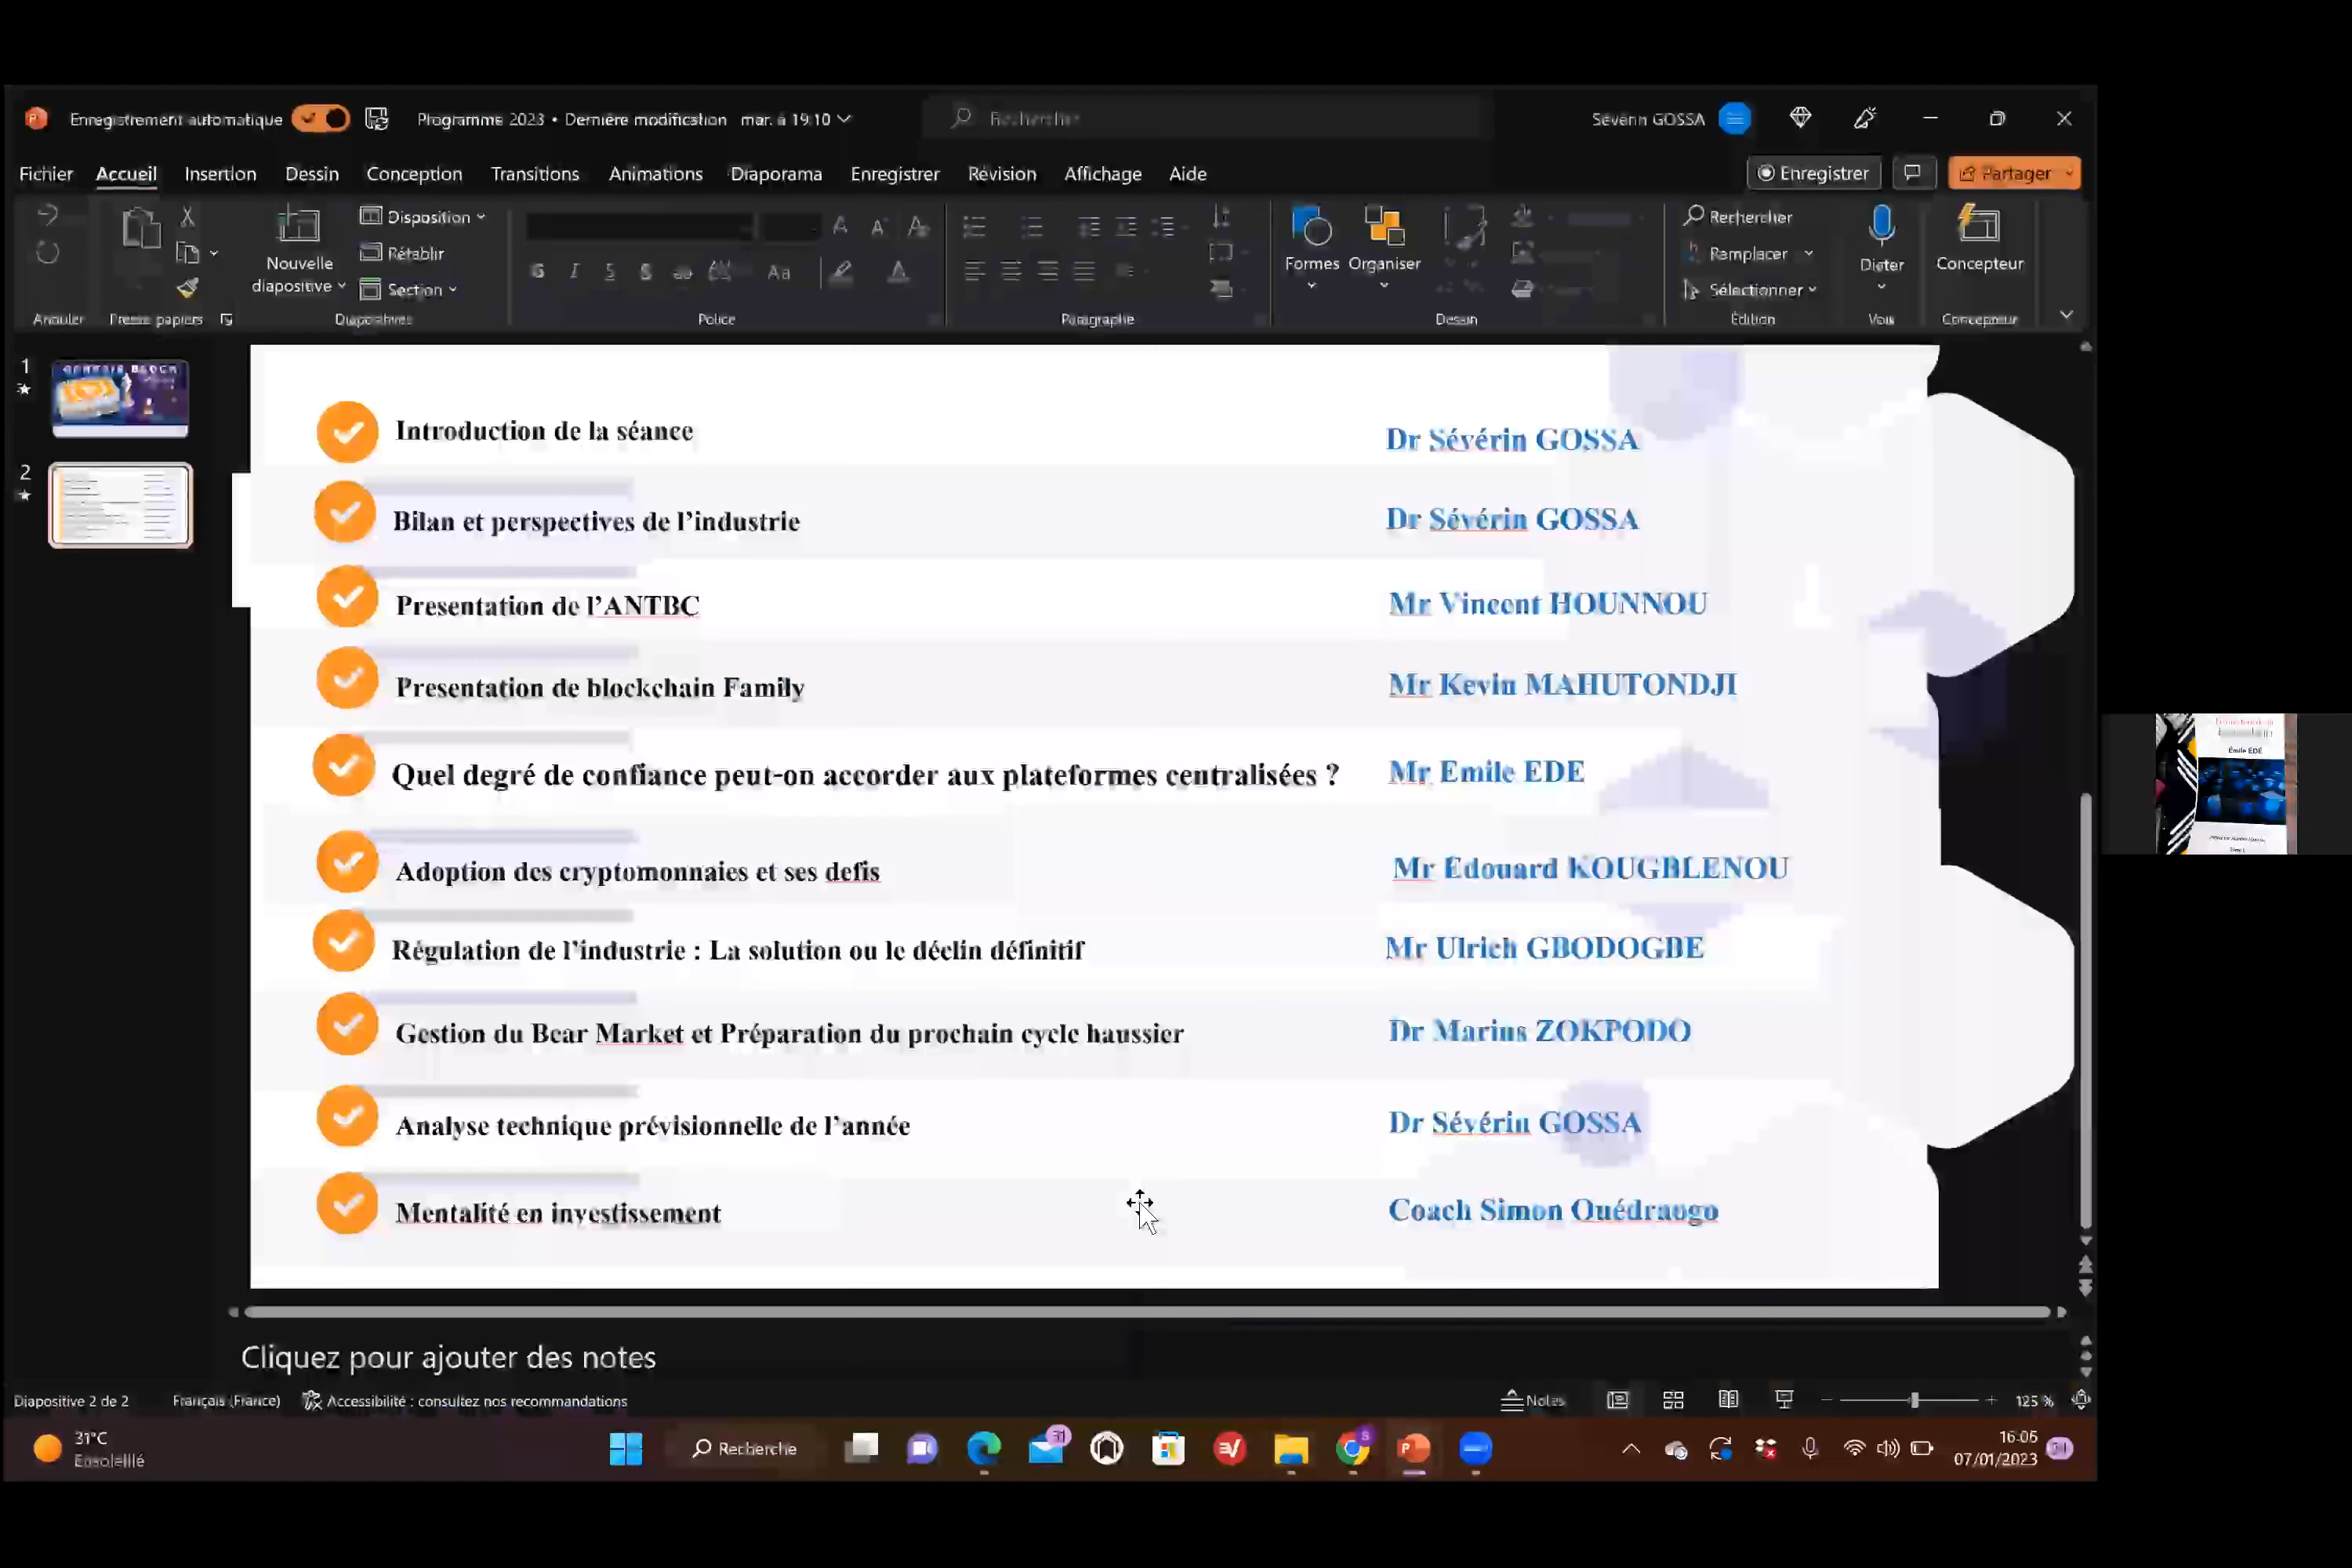 Enregistrement automatique
Programme 2023 • Dernière modification mar. à 19:10
Rechercher
Sévérin GOSSA
Fichier Accueil Insertion Dessin Conception Transitions Animations Diaporama Enregistrer Révision Affichage Aide
Enregistrer Partager
Nouvelle diapositive
Disposition
Rétablir
Section
Formes Organiser
Rechercher
Remplacer
Sélectionner
Dicter
Concepteur
Annuler Presse papiers Diapositives Police Paragraphe Dessin Édition Voix Concepteur
1
2
Introduction de la séance Dr Sévérin GOSSA
Bilan et perspectives de l’industrie Dr Sévérin GOSSA
Presentation de l’ANTBC Mr Vincent HOUNNOU
Presentation de blockchain Family Mr Kevin MAHUTONDJI
Quel degré de confiance peut-on accorder aux plateformes centralisées ? Mr Emile EDE
Adoption des cryptomonnaies et ses defis Mr Edouard KOUGBLENOU
Régulation de l’industrie : La solution ou le déclin définitif Mr Ulrich GBODOGBE
Gestion du Bear Market et Préparation du prochain cycle haussier Dr Marius ZOKPODO
Analyse technique prévisionnelle de l’année Dr Sévérin GOSSA
Mentalité en investissement Coach Simon Ouédraogo
Émile EDE
Cliquez pour ajouter des notes
Diapositive 2 de 2 Français (France) Accessibilité : consultez nos recommandations Notes 125 %
31°C
Ensoleillé
Recherche
16:05
07/01/2023